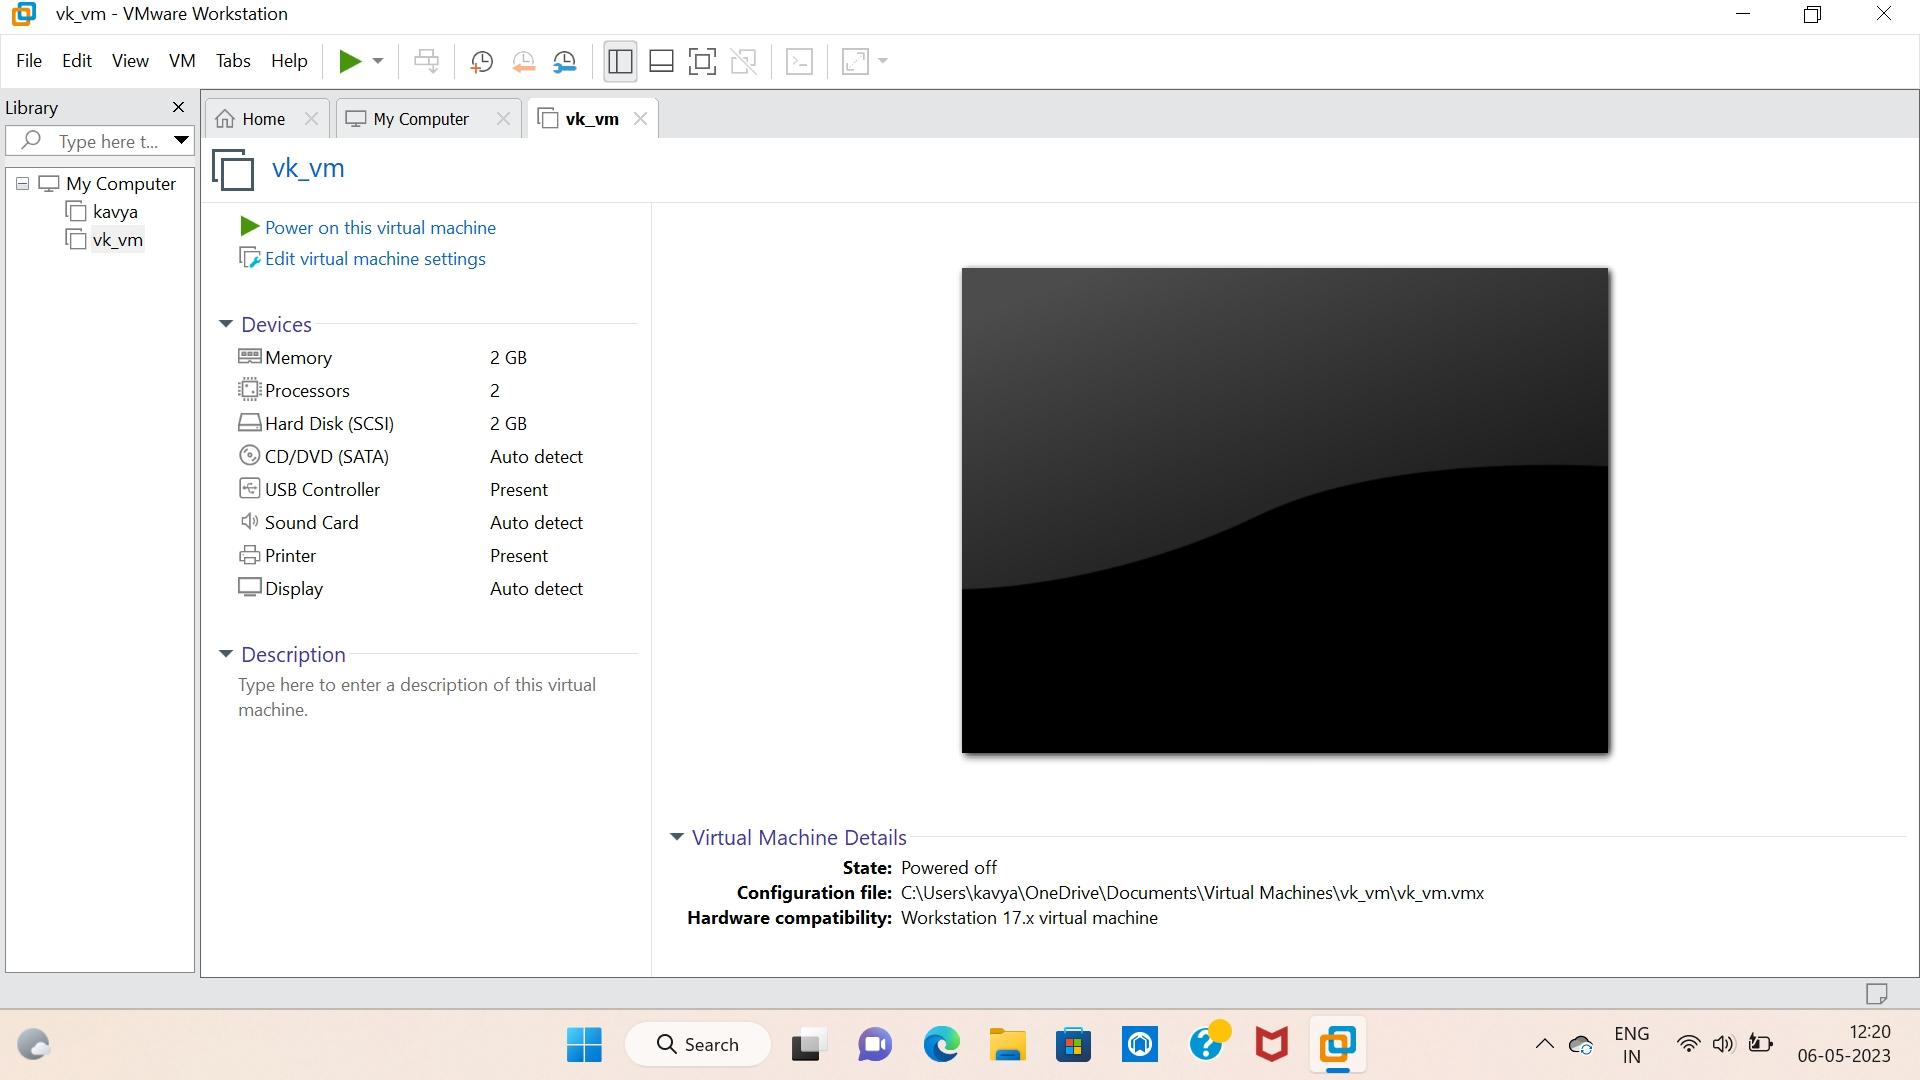 vk_vm - VMware Workstation
File Edit View VM Tabs Help
Library
Type here t...
My Computer
kavya
vk_vm
Home
My Computer
vk_vm
vk_vm
Power on this virtual machine
Edit virtual machine settings
Devices
Memory 2 GB
Processors 2
Hard Disk (SCSI) 2 GB
CD/DVD (SATA) Auto detect
USB Controller Present
Sound Card Auto detect
Printer Present
Display Auto detect
Description
Type here to enter a description of this virtual
machine.
Virtual Machine Details
State: Powered off
Configuration file: C:\Users\kavya\OneDrive\Documents\Virtual Machines\vk_vm\vk_vm.vmx
Hardware compatibility: Workstation 17.x virtual machine
Search
ENG
IN
12:20
06-05-2023